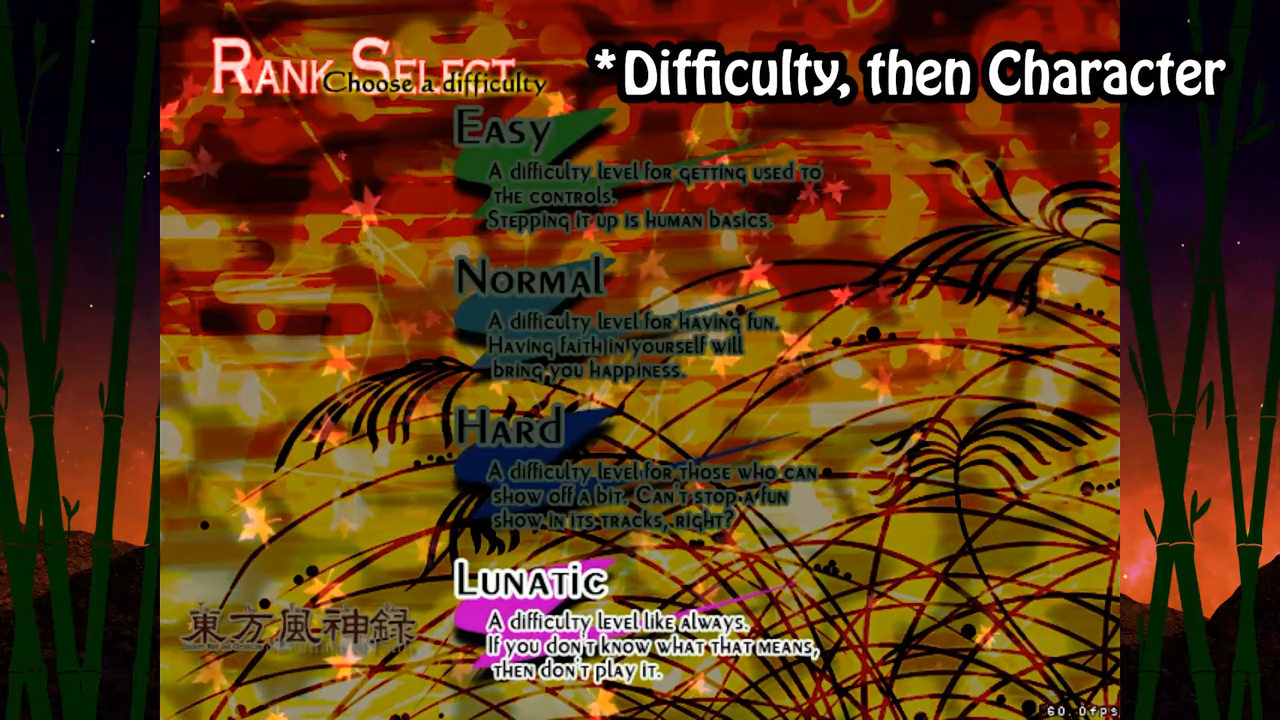 Rank Select
Choose a difficulty
*Difficulty, then Character
Easy
A difficulty level for getting used to
the controls.
Stepping it up is human basics.
Normal
A difficulty level for having fun.
Having faith in yourself will
bring you happiness.
Hard
A difficulty level for those who can
show off a bit. Can't stop a fun
show in its tracks, right?
Lunatic
A difficulty level like always.
If you don't know what that means,
then don't play it.
東方風神録
60.0fps